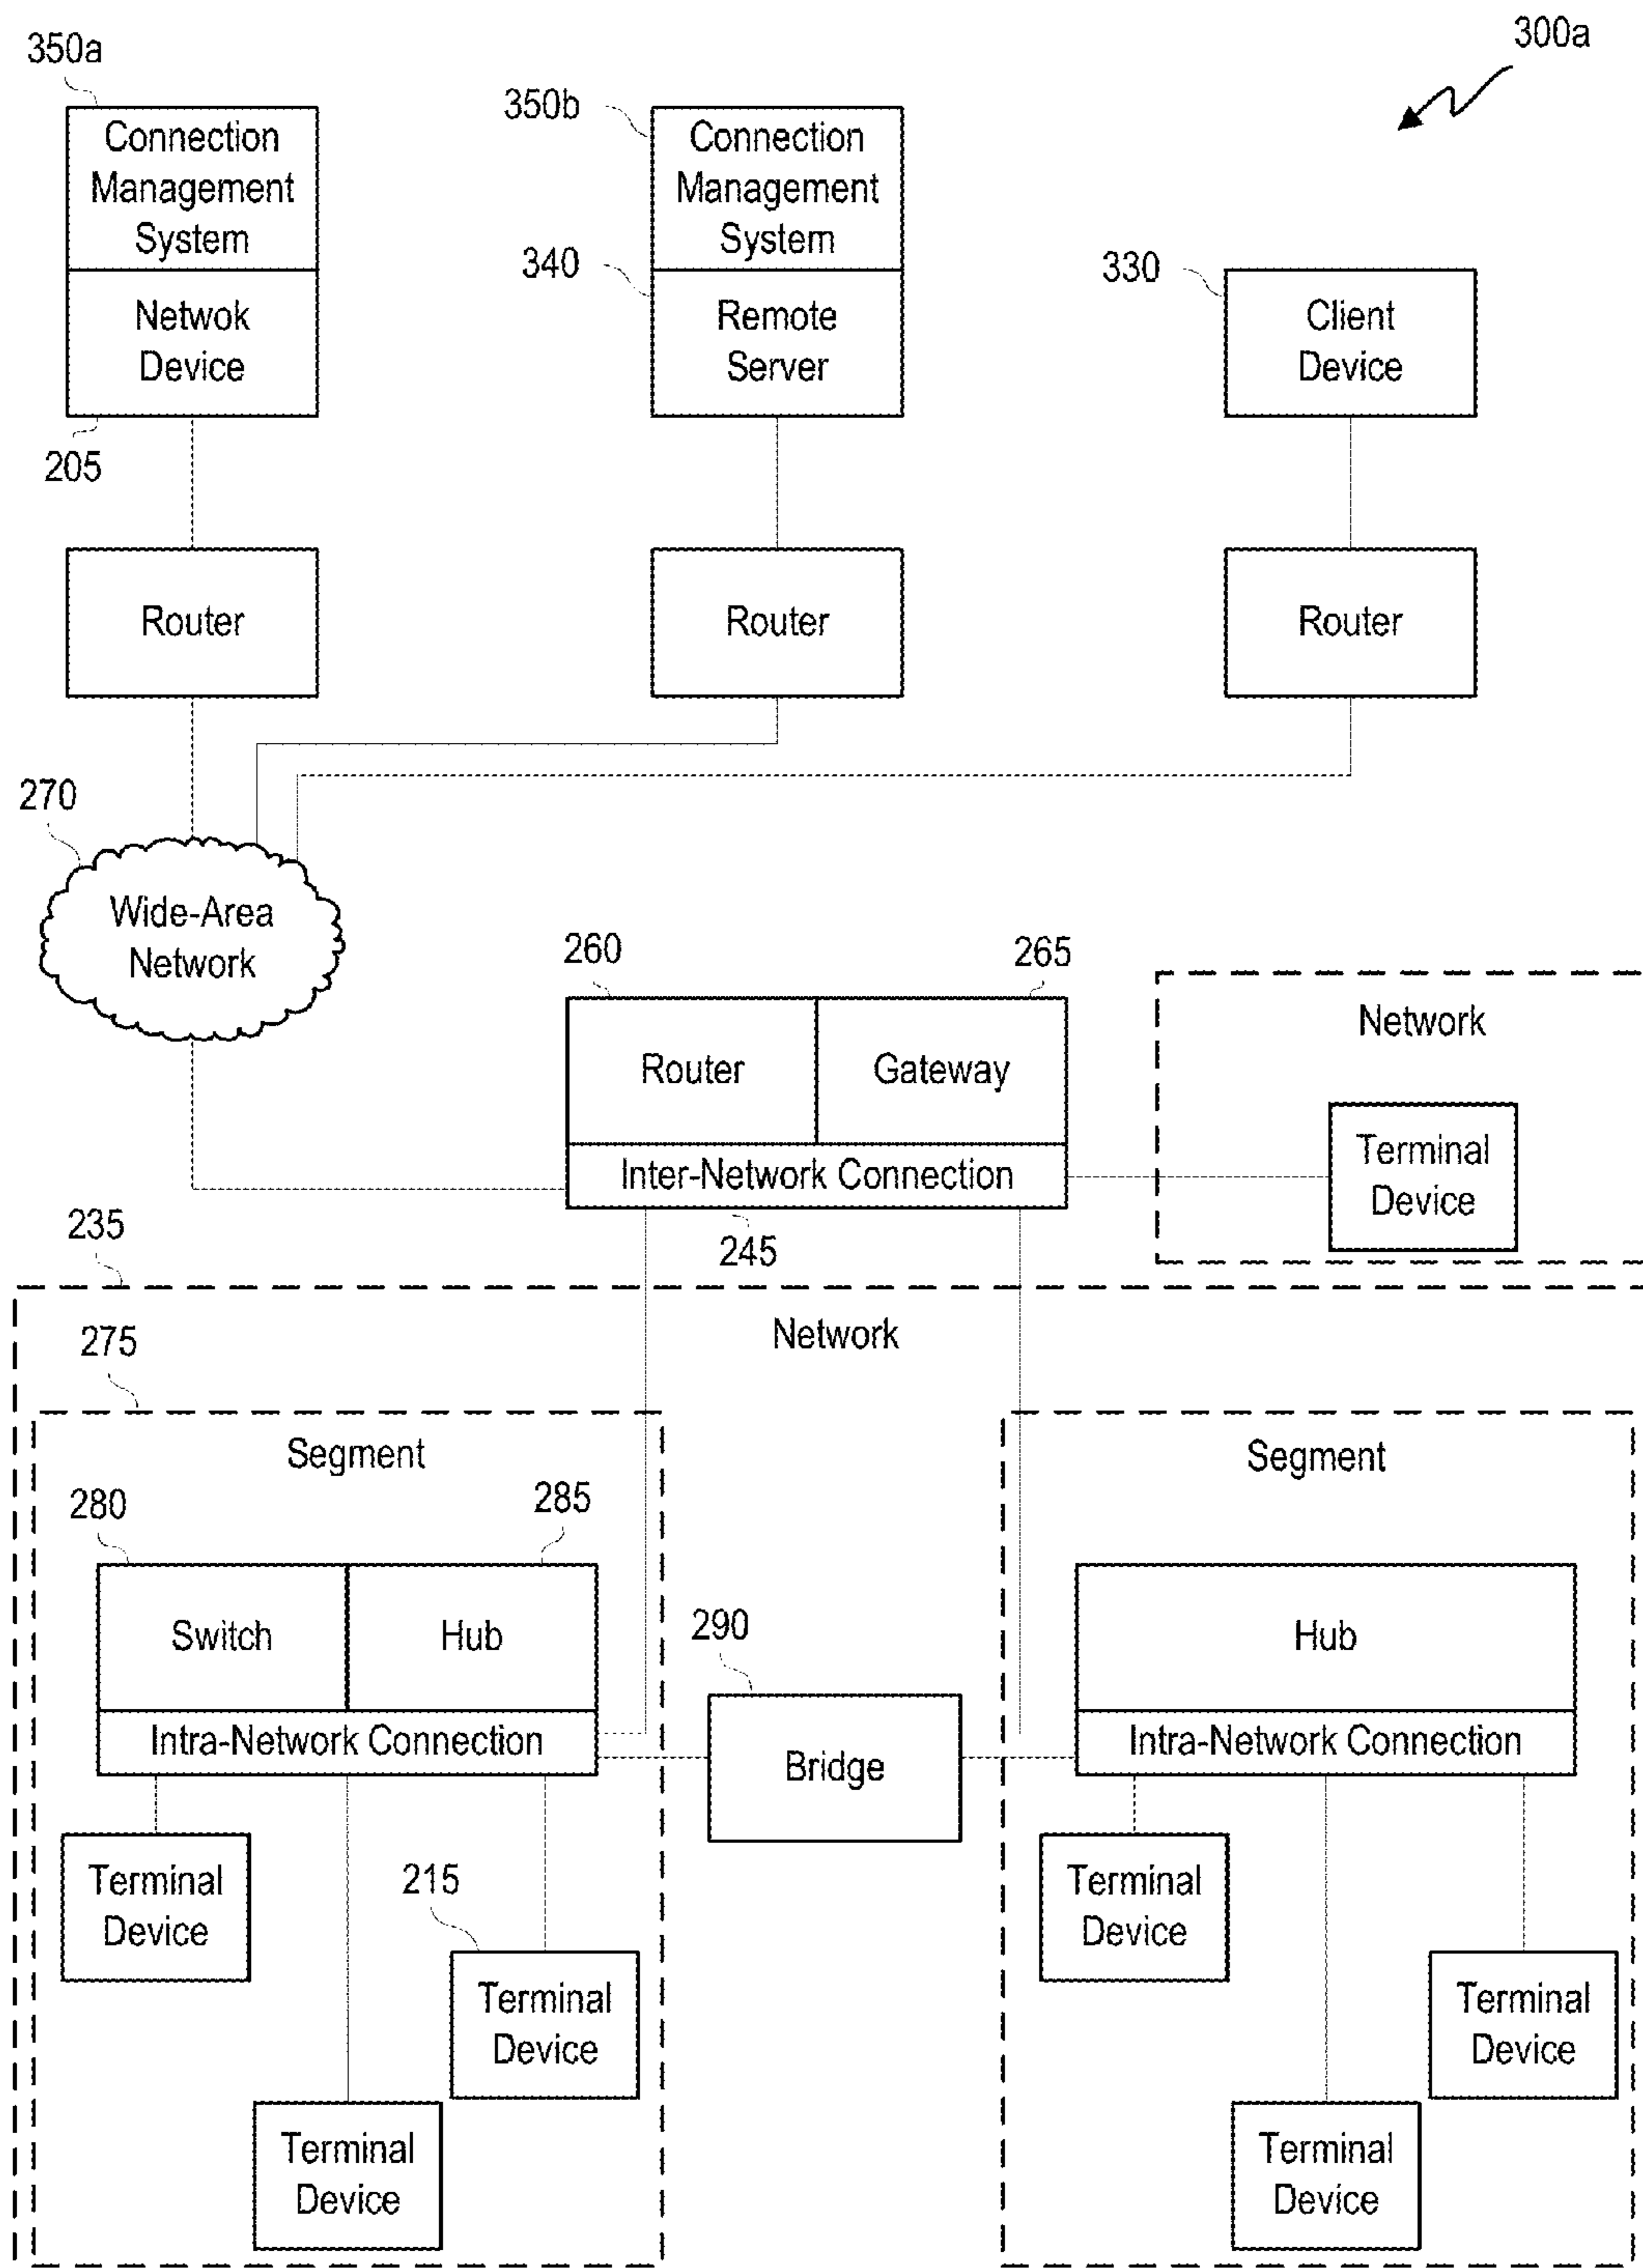 300a
350a
350b
Connection
Management
System
Connection
Management
System
340
330
Netwok
Device
Remote
Server
Client
Device
205
Router
Router
Router
270
Wide-Area
Network
260
265
Network
Router
Gateway
Terminal
Device
Inter-Network Connection
235
245
275
Network
Segment
Segment
280
285
Switch
Hub
290
Hub
Intra-Network Connection
Bridge
Intra-Network Connection
Terminal
Device
215
Terminal
Device
Terminal
Device
Terminal
Device
Terminal
Device
Terminal
Device